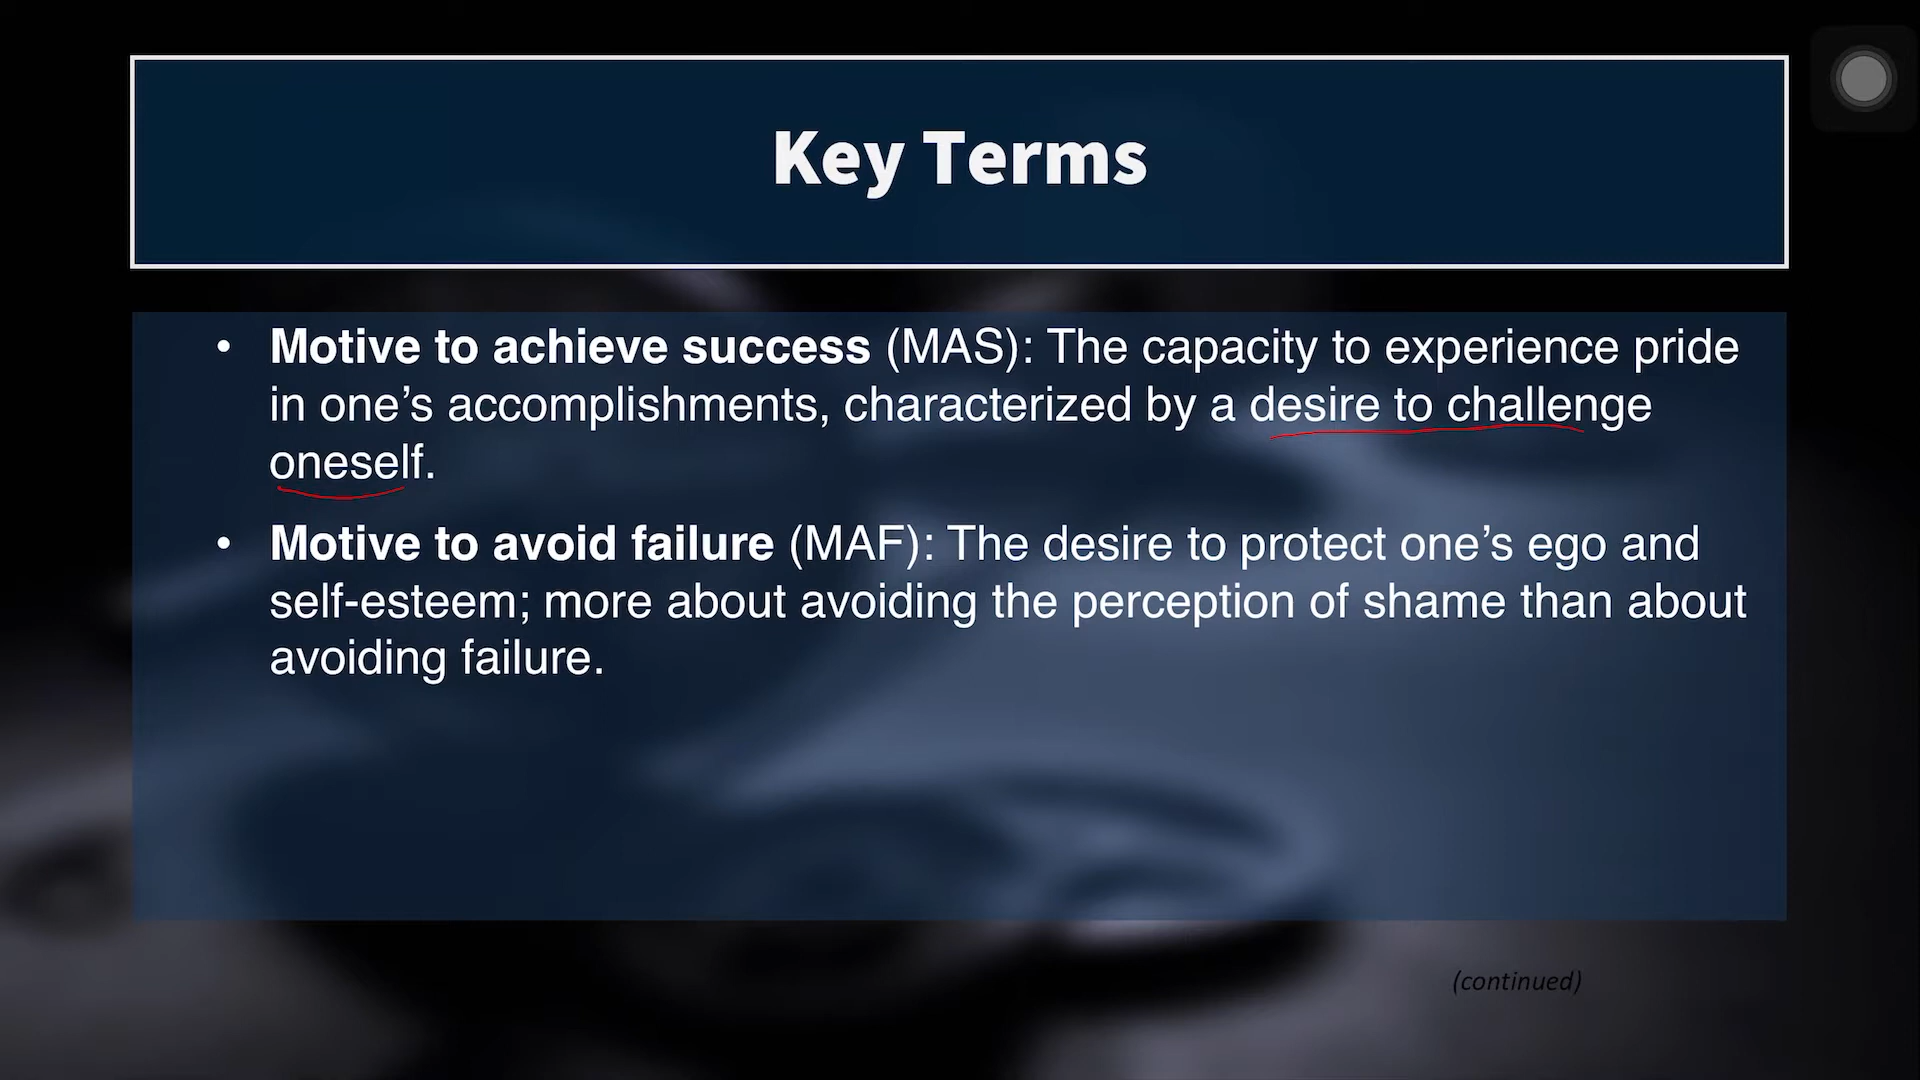 Key Terms
• Motive to achieve success (MAS): The capacity to experience pride
in one’s accomplishments, characterized by a desire to challenge
oneself.
• Motive to avoid failure (MAF): The desire to protect one’s ego and
self-esteem; more about avoiding the perception of shame than about
avoiding failure.
(continued)